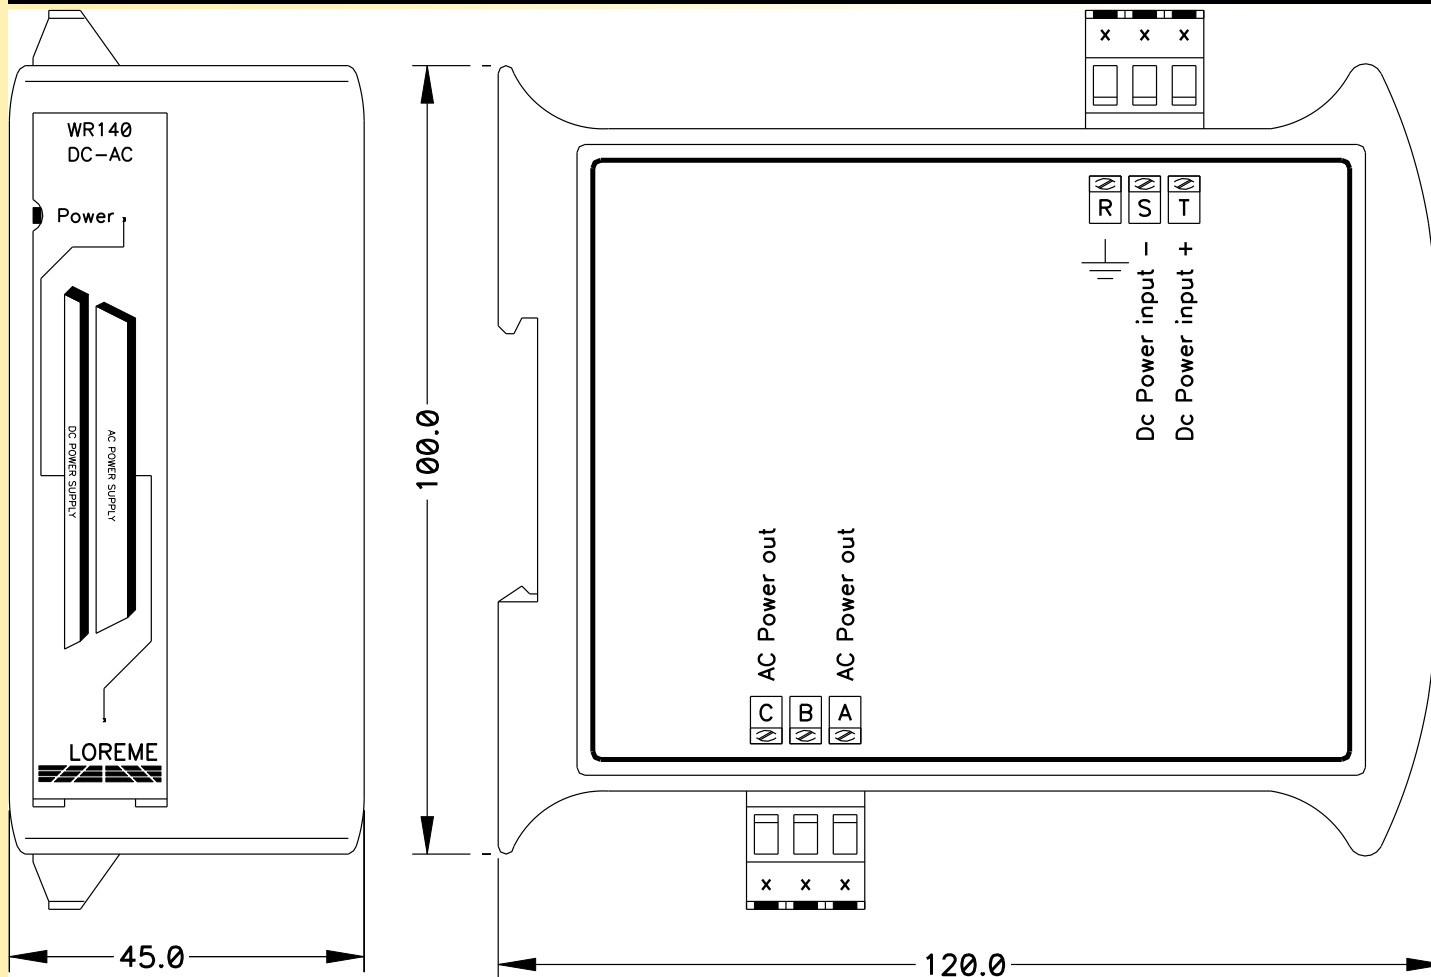 WR140
DC-AC
Power
DC POWER SUPPLY
AC POWER SUPPLY
LOREME
45.0
100.0
120.0
x x x
R S T
Dc Power input -
Dc Power input +
AC Power out
AC Power out
C B A
x x x